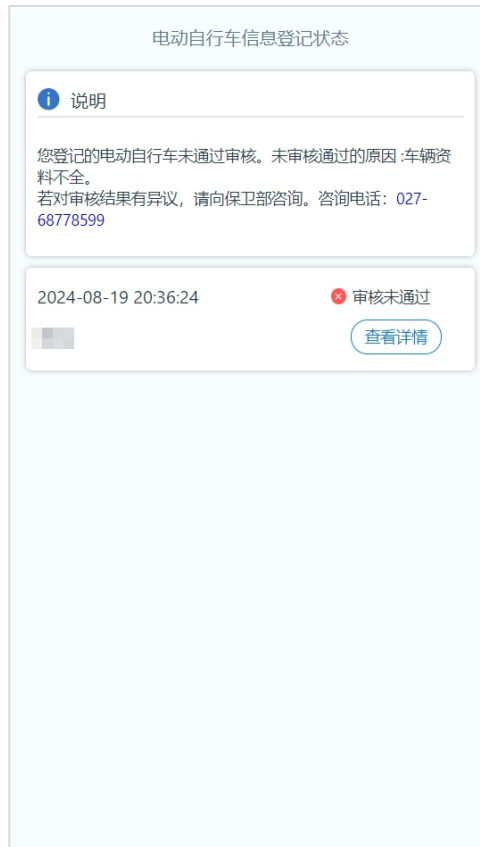 电动自行车信息登记状态
说明
您登记的电动自行车未通过审核。未审核通过的原因 :车辆资
料不全。
若对审核结果有异议，请向保卫部咨询。咨询电话：027-
68778599
2024-08-19 20:36:24
审核未通过
查看详情